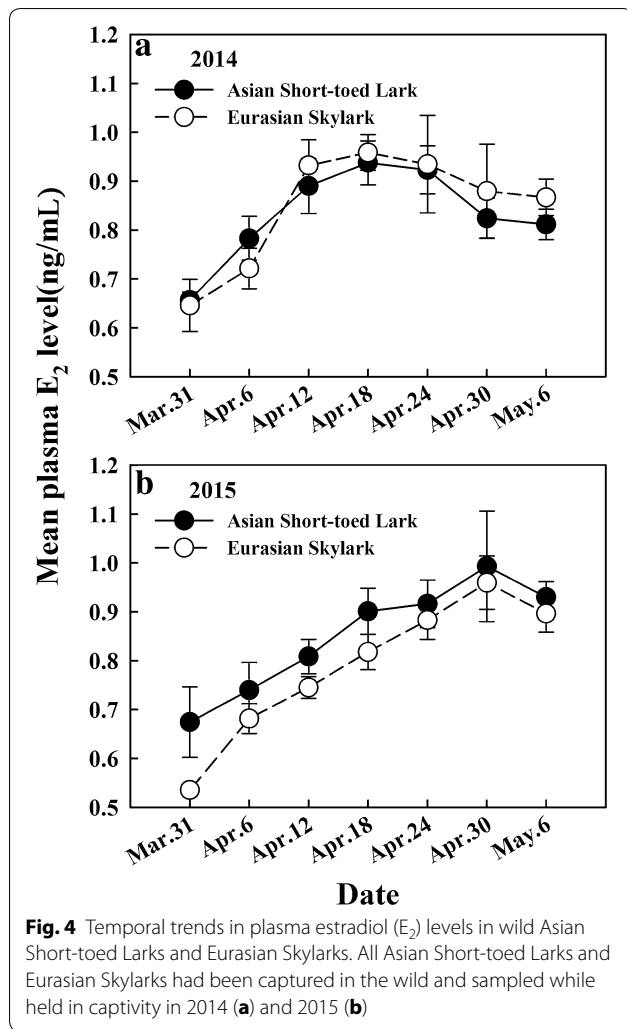 Mean plasma E₂ level(ng/mL)
a
2014
Asian Short-toed Lark
Eurasian Skylark
1.2
1.1
1.0
0.9
0.8
0.7
0.6
0.5
Mar.31 Apr.6 Apr.12 Apr.18 Apr.24 Apr.30 May.6
b
2015
Asian Short-toed Lark
Eurasian Skylark
1.2
1.1
1.0
0.9
0.8
0.7
0.6
0.5
Mar.31 Apr.6 Apr.12 Apr.18 Apr.24 Apr.30 May.6
Date
Fig. 4 Temporal trends in plasma estradiol (E₂) levels in wild Asian
Short-toed Larks and Eurasian Skylarks. All Asian Short-toed Larks and
Eurasian Skylarks had been captured in the wild and sampled while
held in captivity in 2014 (a) and 2015 (b)